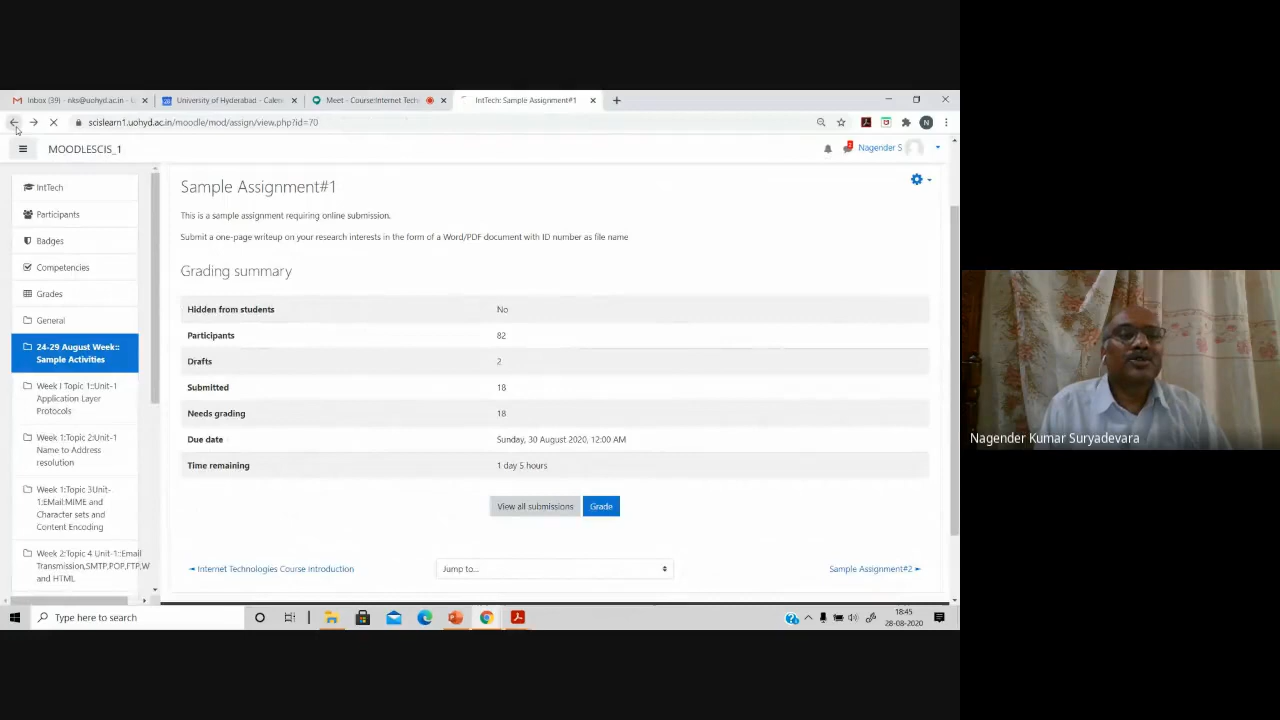 Inbox (39) - nks@uohyd.ac.in -
University of Hyderabad - Calen
Meet - Course:Internet Tech
IntTech: Sample Assignment#1
scislearn1.uohyd.ac.in/moodle/mod/assign/view.php?id=70
N
MOODLESCIS_1
Nagender S
IntTech
Participants
Badges
Competencies
Grades
General
24-29 August Week::
Sample Activities
Week I Topic 1::Unit-1
Application Layer
Protocols
Week 1:Topic 2:Unit-1
Name to Address
resolution
Week 1:Topic 3Unit-
1:EMail:MIME and
Character sets and
Content Encoding
Week 2:Topic 4 Unit-1::Email
Transmission,SMTP,POP,FTP,W
and HTML
Sample Assignment#1
This is a sample assignment requiring online submission.
Submit a one-page writeup on your research interests in the form of a Word/PDF document with ID number as file name
Grading summary
Hidden from students No
Participants 82
Drafts 2
Submitted 18
Needs grading 18
Due date Sunday, 30 August 2020, 12:00 AM
Time remaining 1 day 5 hours
View all submissions Grade
◄ Internet Technologies Course introduction
Jump to...
Sample Assignment#2 ►
Type here to search
18:45
28-08-2020
Nagender Kumar Suryadevara